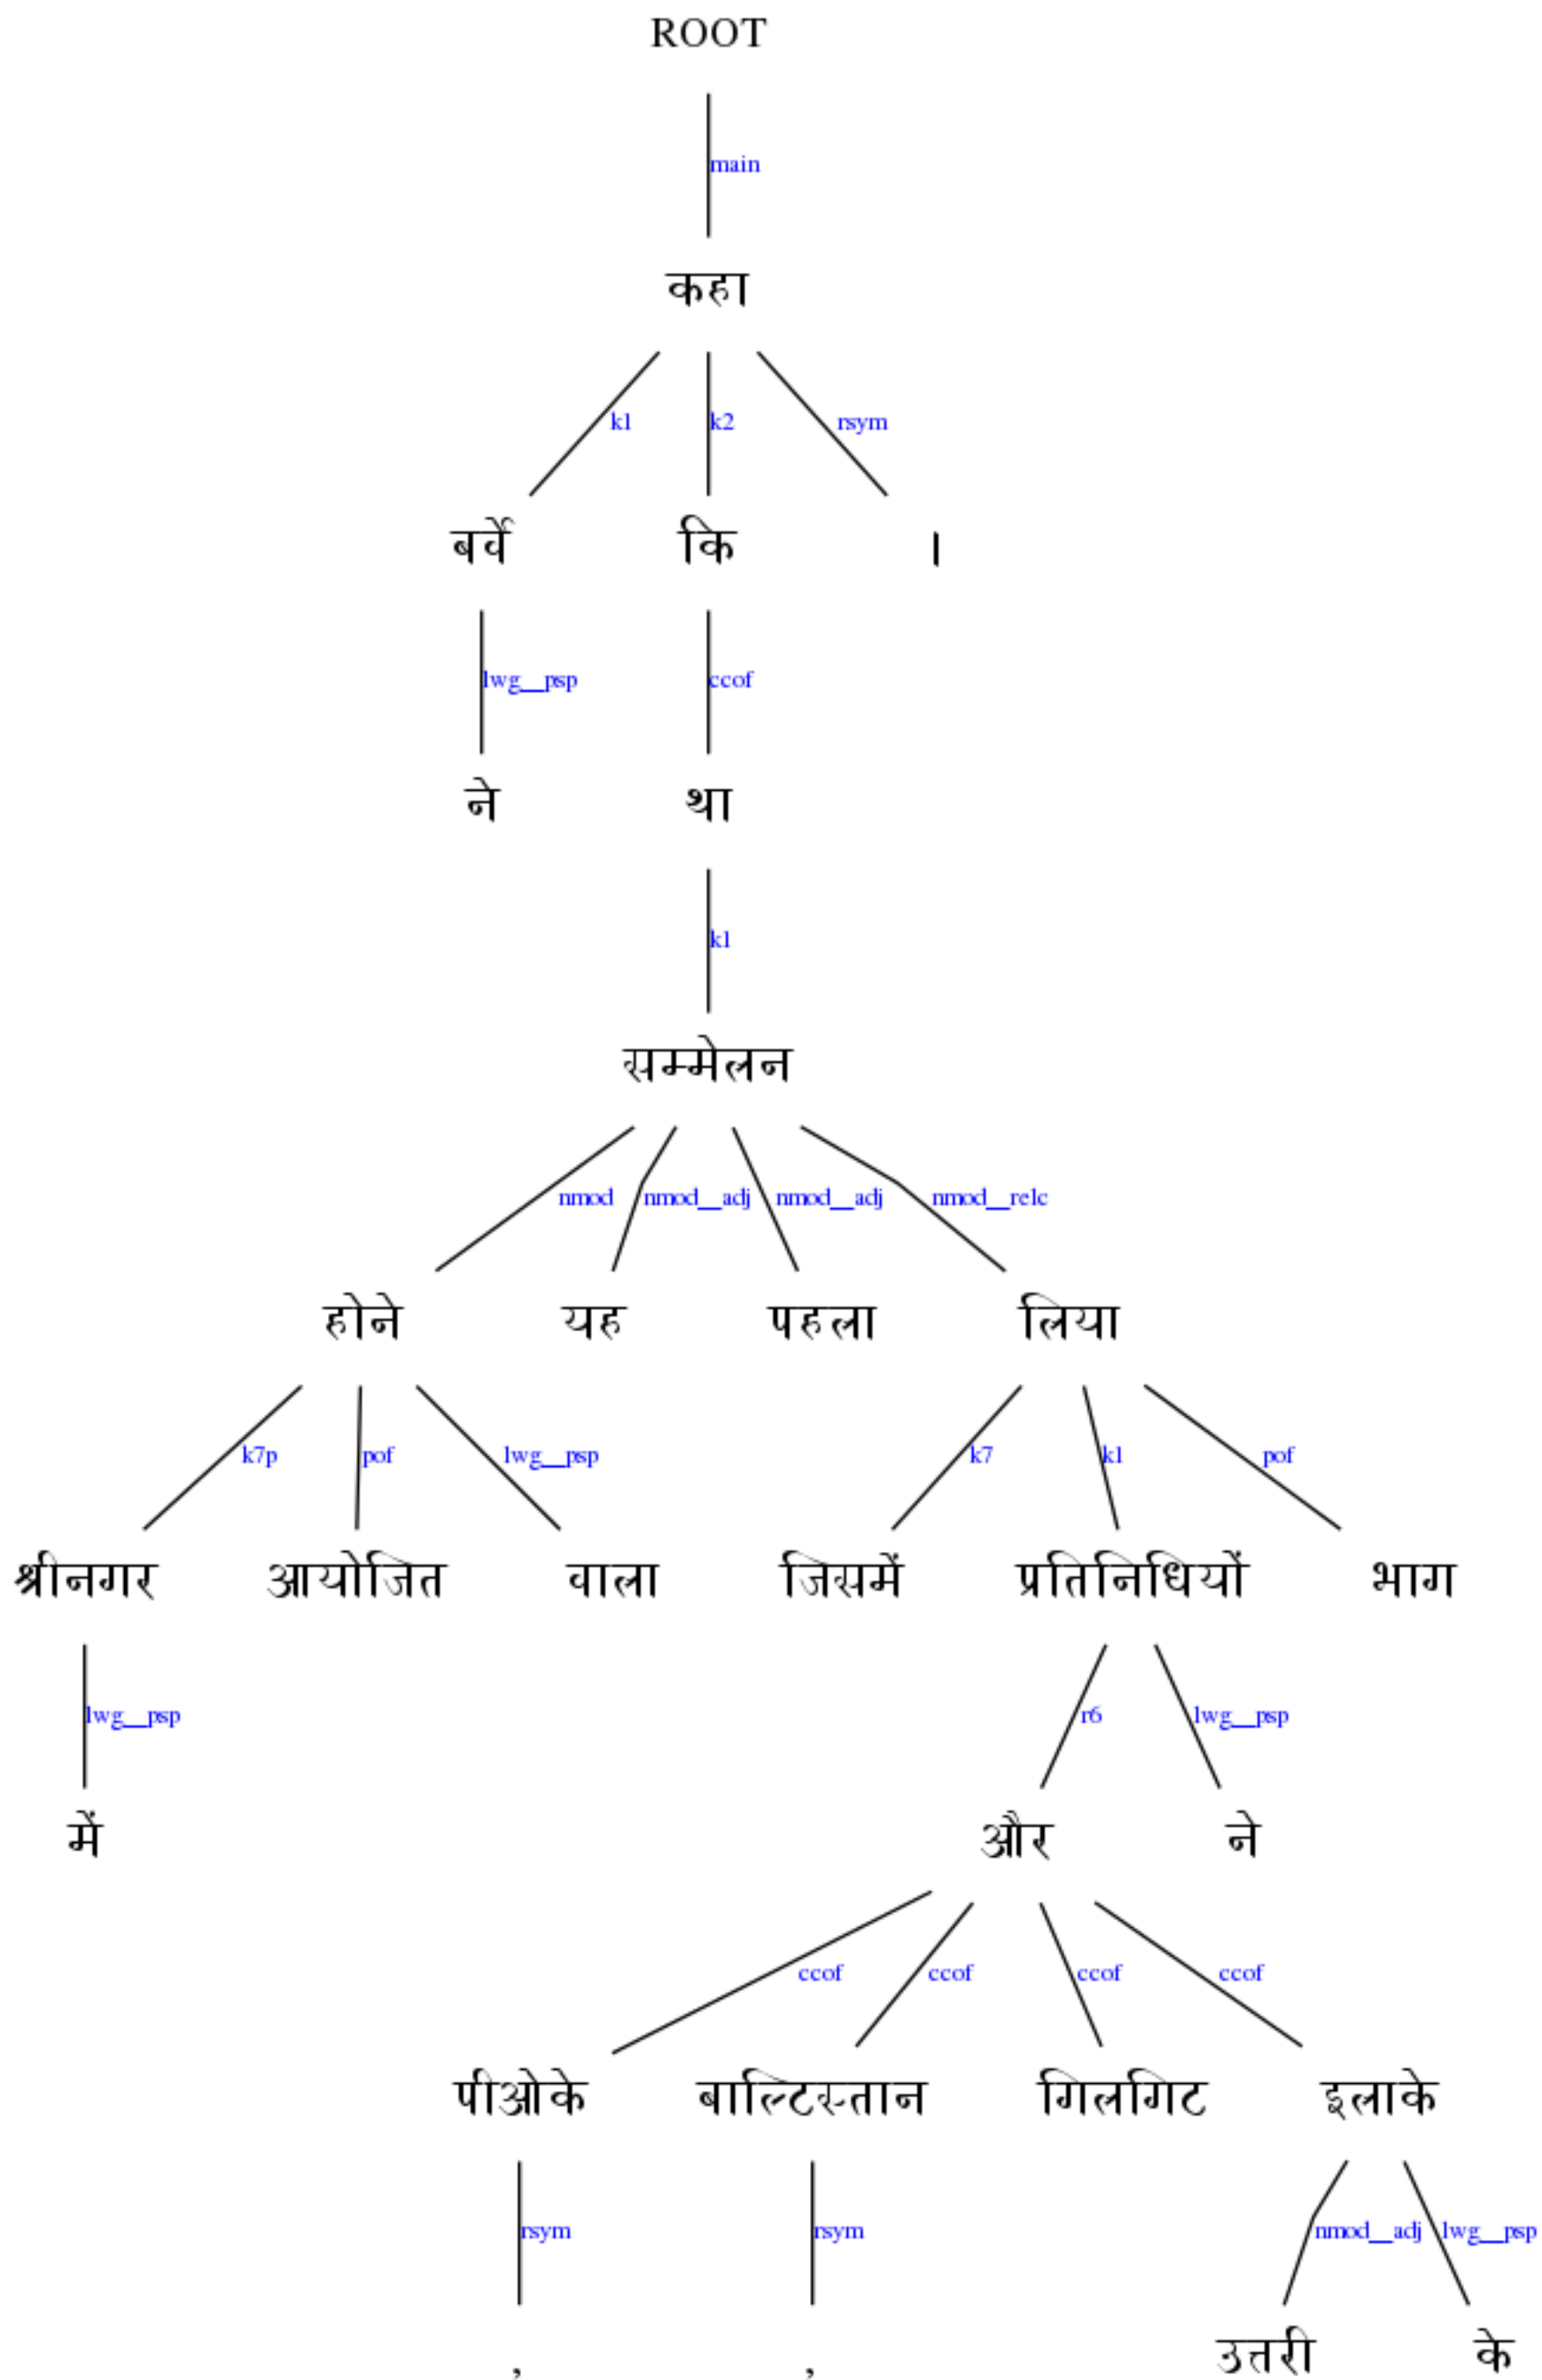 ROOT
main
कहा
k1 k2 rsym
बर्वे कि ।
lwg__psp ccof
ने था
k1
सम्मेलन
nmod nmod__adj nmod__adj nmod__relc
होने यह पहला लिया
k7p pof lwg__psp k7 k1 pof
श्रीनगर आयोजित वाला जिसमें प्रतिनिधियों भाग
lwg__psp r6 lwg__psp
में और ने
ccof ccof ccof ccof
पीओके बाल्टिस्तान गिलगिट इलाके
rsym rsym nmod__adj lwg__psp
, , उत्तरी के